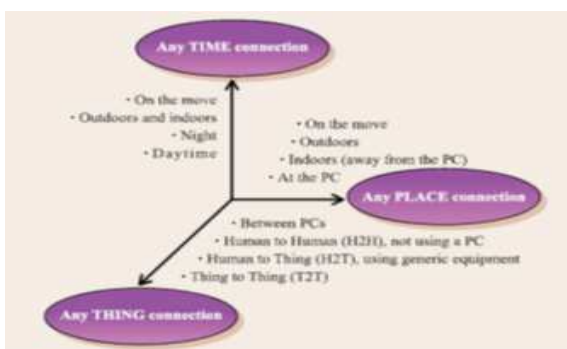 Any TIME connection
• On the move
• Outdoors and indoors
• Night
• Daytime
• On the move
• Outdoors
• Indoors (away from the PC)
• At the PC
Any PLACE connection
• Between PCs
• Human to Human (H2H), not using a PC
• Human to Thing (H2T), using generic equipment
• Thing to Thing (T2T)
Any THING connection